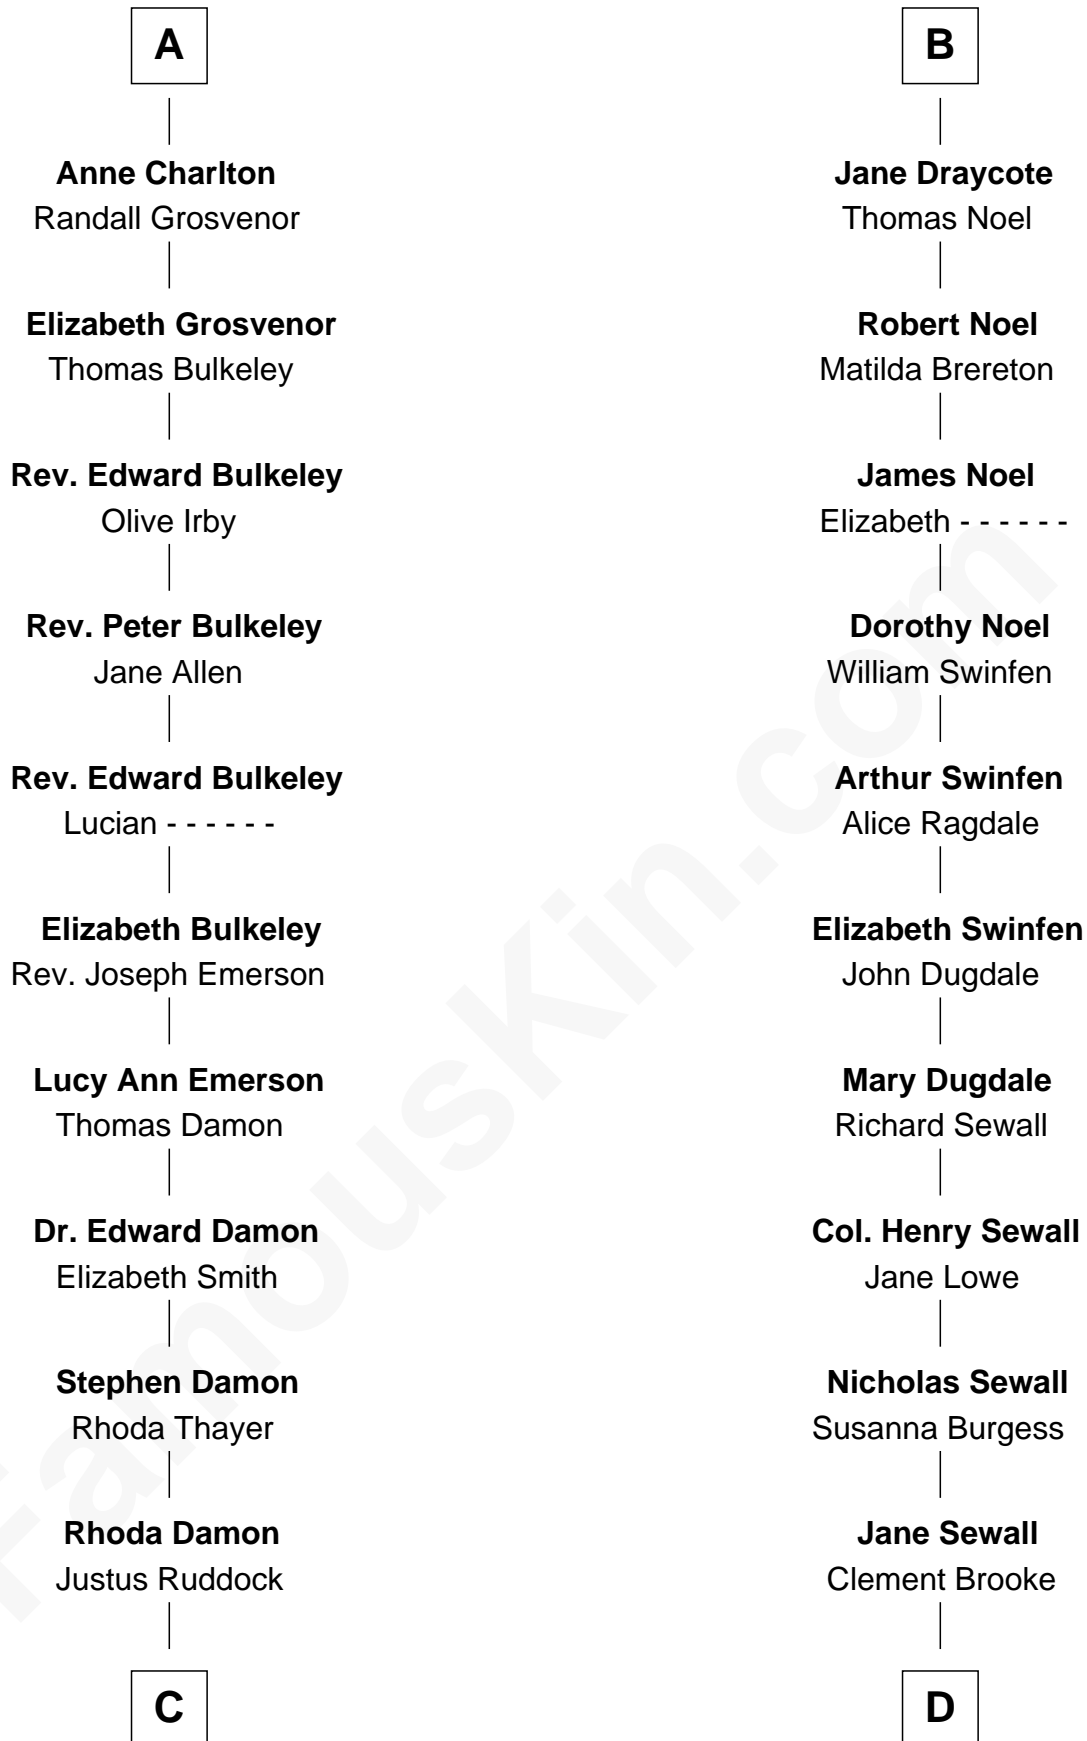 A
Anne Charlton
Randall Grosvenor
Elizabeth Grosvenor
Thomas Bulkeley
Rev. Edward Bulkeley
Olive Irby
Rev. Peter Bulkeley
Jane Allen
Rev. Edward Bulkeley
Lucian - - - - - -
Elizabeth Bulkeley
Rev. Joseph Emerson
Lucy Ann Emerson
Thomas Damon
Dr. Edward Damon
Elizabeth Smith
Stephen Damon
Rhoda Thayer
Rhoda Damon
Justus Ruddock
C
B
Jane Draycote
Thomas Noel
Robert Noel
Matilda Brereton
James Noel
Elizabeth - - - - - -
Dorothy Noel
William Swinfen
Arthur Swinfen
Alice Ragdale
Elizabeth Swinfen
John Dugdale
Mary Dugdale
Richard Sewall
Col. Henry Sewall
Jane Lowe
Nicholas Sewall
Susanna Burgess
Jane Sewall
Clement Brooke
D
FamousKin.com